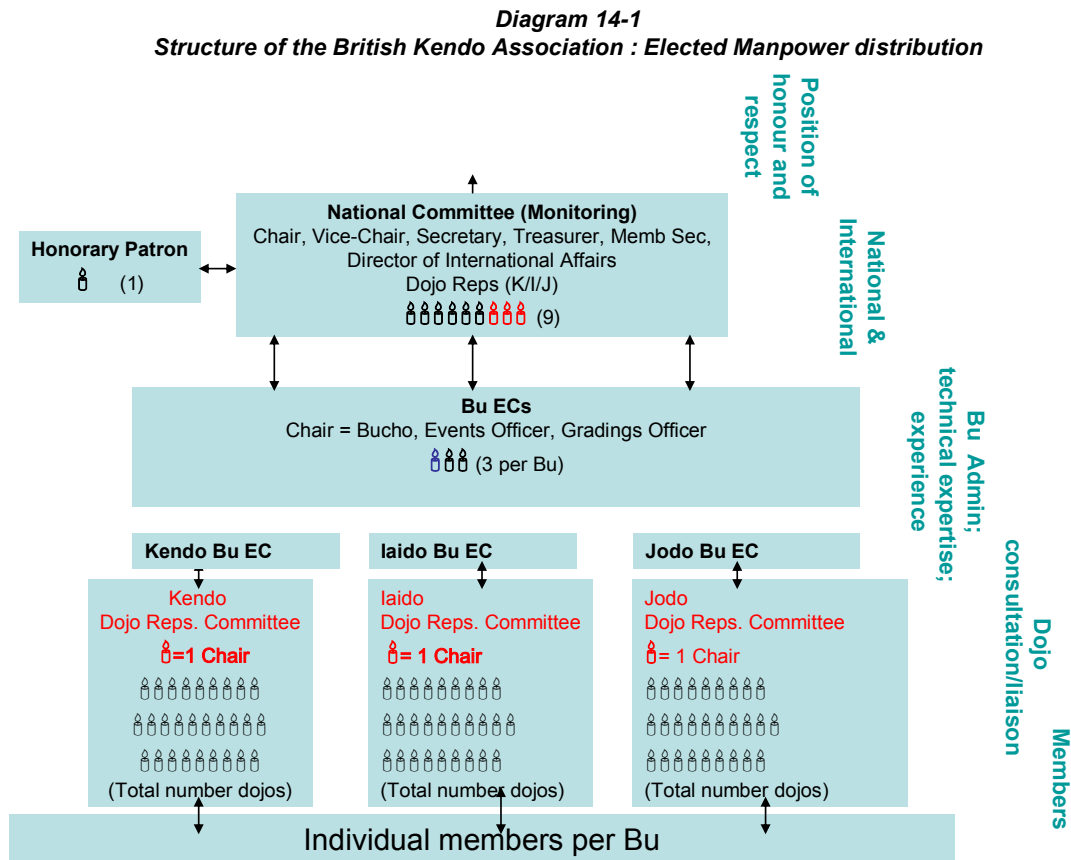 Diagram 14-1
Structure of the British Kendo Association : Elected Manpower distribution
Position of
honour and
respect
National Committee (Monitoring)
Chair, Vice-Chair, Secretary, Treasurer, Memb Sec,
Director of International Affairs
Dojo Reps (K/I/J)
(9)
Honorary Patron
(1)
National &
International
Bu ECs
Chair = Bucho, Events Officer, Gradings Officer
(3 per Bu)
Bu Admin;
technical expertise;
experience
Kendo Bu EC
Iaido Bu EC
Jodo Bu EC
Kendo
Dojo Reps. Committee
=1 Chair
(Total number dojos)
Iaido
Dojo Reps. Committee
= 1 Chair
(Total number dojos)
Jodo
Dojo Reps. Committee
= 1 Chair
(Total number dojos)
Dojo
consultation/liaison
Members
Individual members per Bu